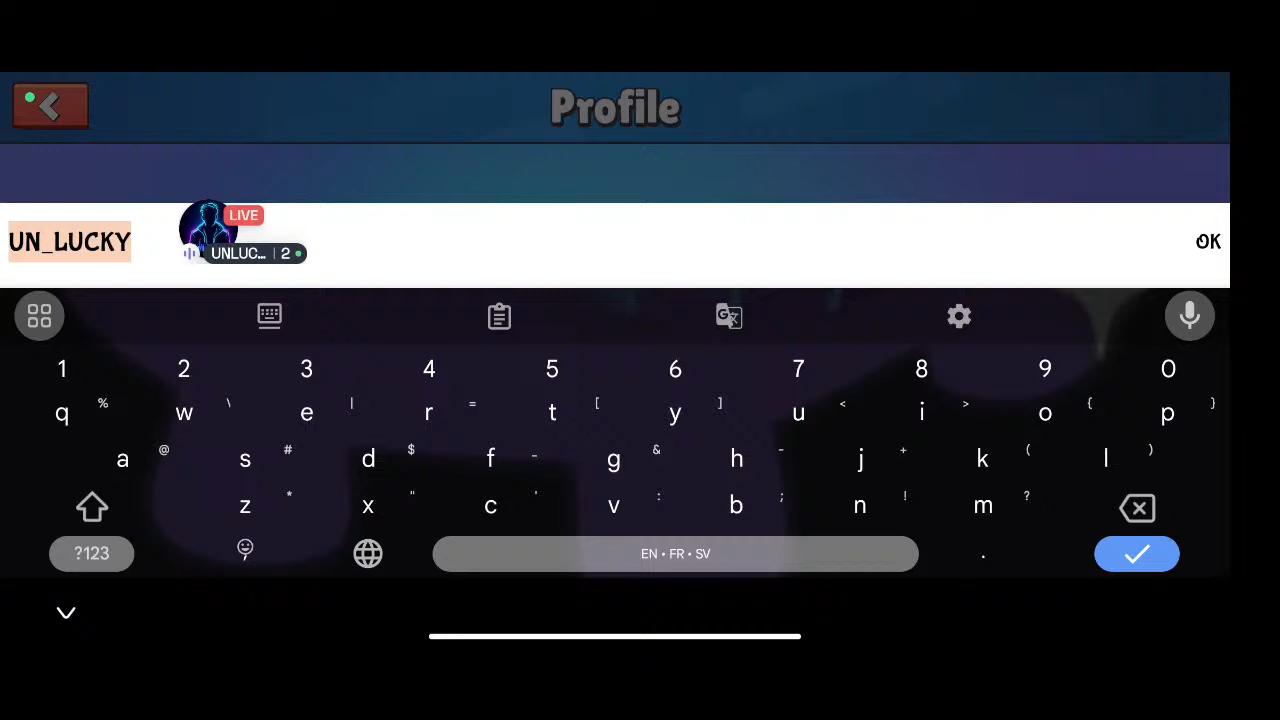 Profile
LIVE
UN_LUCKY
UNLUC... | 2
OK
1 2 3 4 5 6 7 8 9 0
q % w \ e | r = t [ y ] u < i > o { p }
a @ s # d $ f _ g & h - j + k ( l )
z * x " c ' v : b ; n ! m ?
?123 EN • FR • SV .